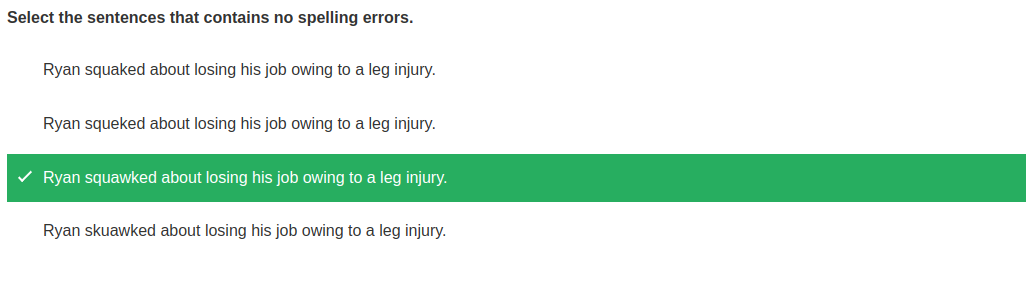 Select the sentences that contains no spelling errors.
Ryan squaked about losing his job owing to a leg injury.
Ryan squeked about losing his job owing to a leg injury.
Ryan squawked about losing his job owing to a leg injury.
Ryan skuawked about losing his job owing to a leg injury.